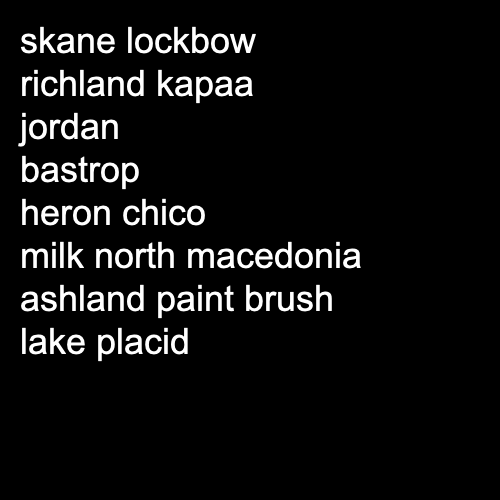 skane lockbow
richland kapaa
jordan
bastrop
heron chico
milk north macedonia
ashland paint brush
lake placid